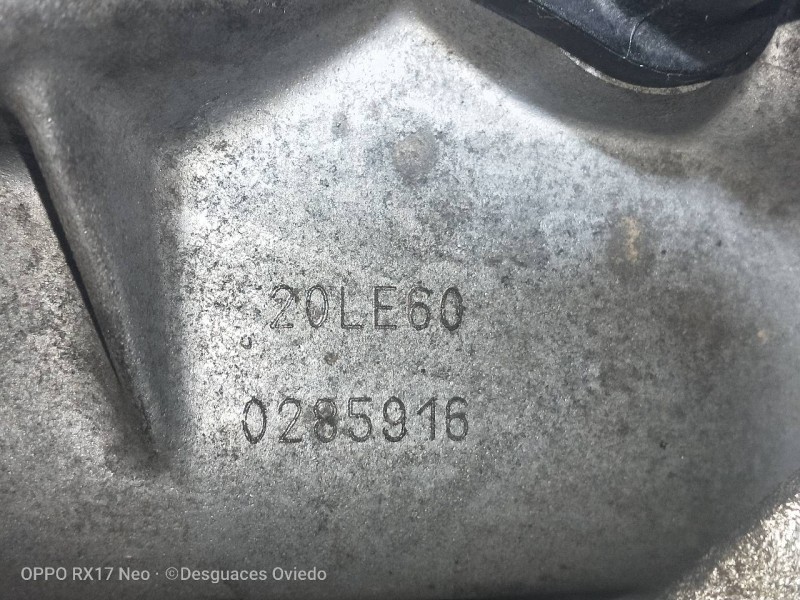 20LE60
0285916
OPPO RX17 Neo · ©Desguaces Oviedo